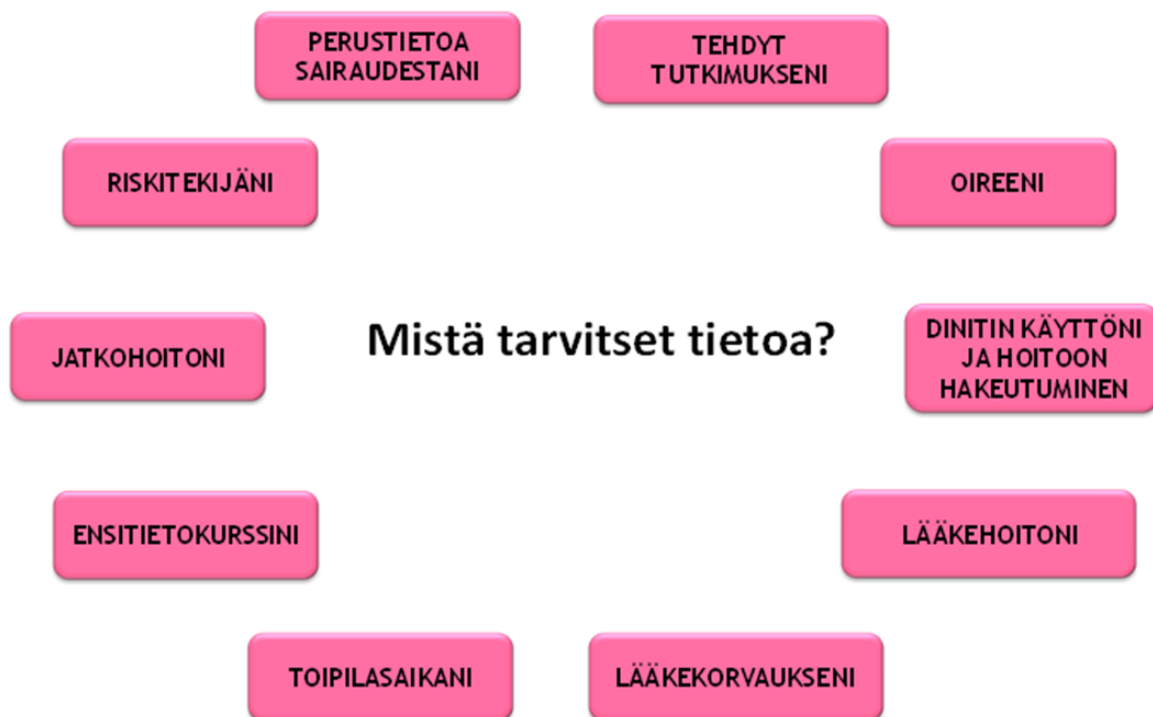 PERUSTIETOA
SAIRAUDESTANI
TEHDYT
TUTKIMUKSENI
RISKITEKIJÄNI
OIREENI
JATKOHOITONI
Mistä tarvitset tietoa?
DINITIN KÄYTTÖNI
JA HOITOON
HAKEUTUMINEN
ENSITIETOKURSSINI
LÄÄKEHOITONI
TOIPILASAIKANI
LÄÄKEKORVAUKSENI